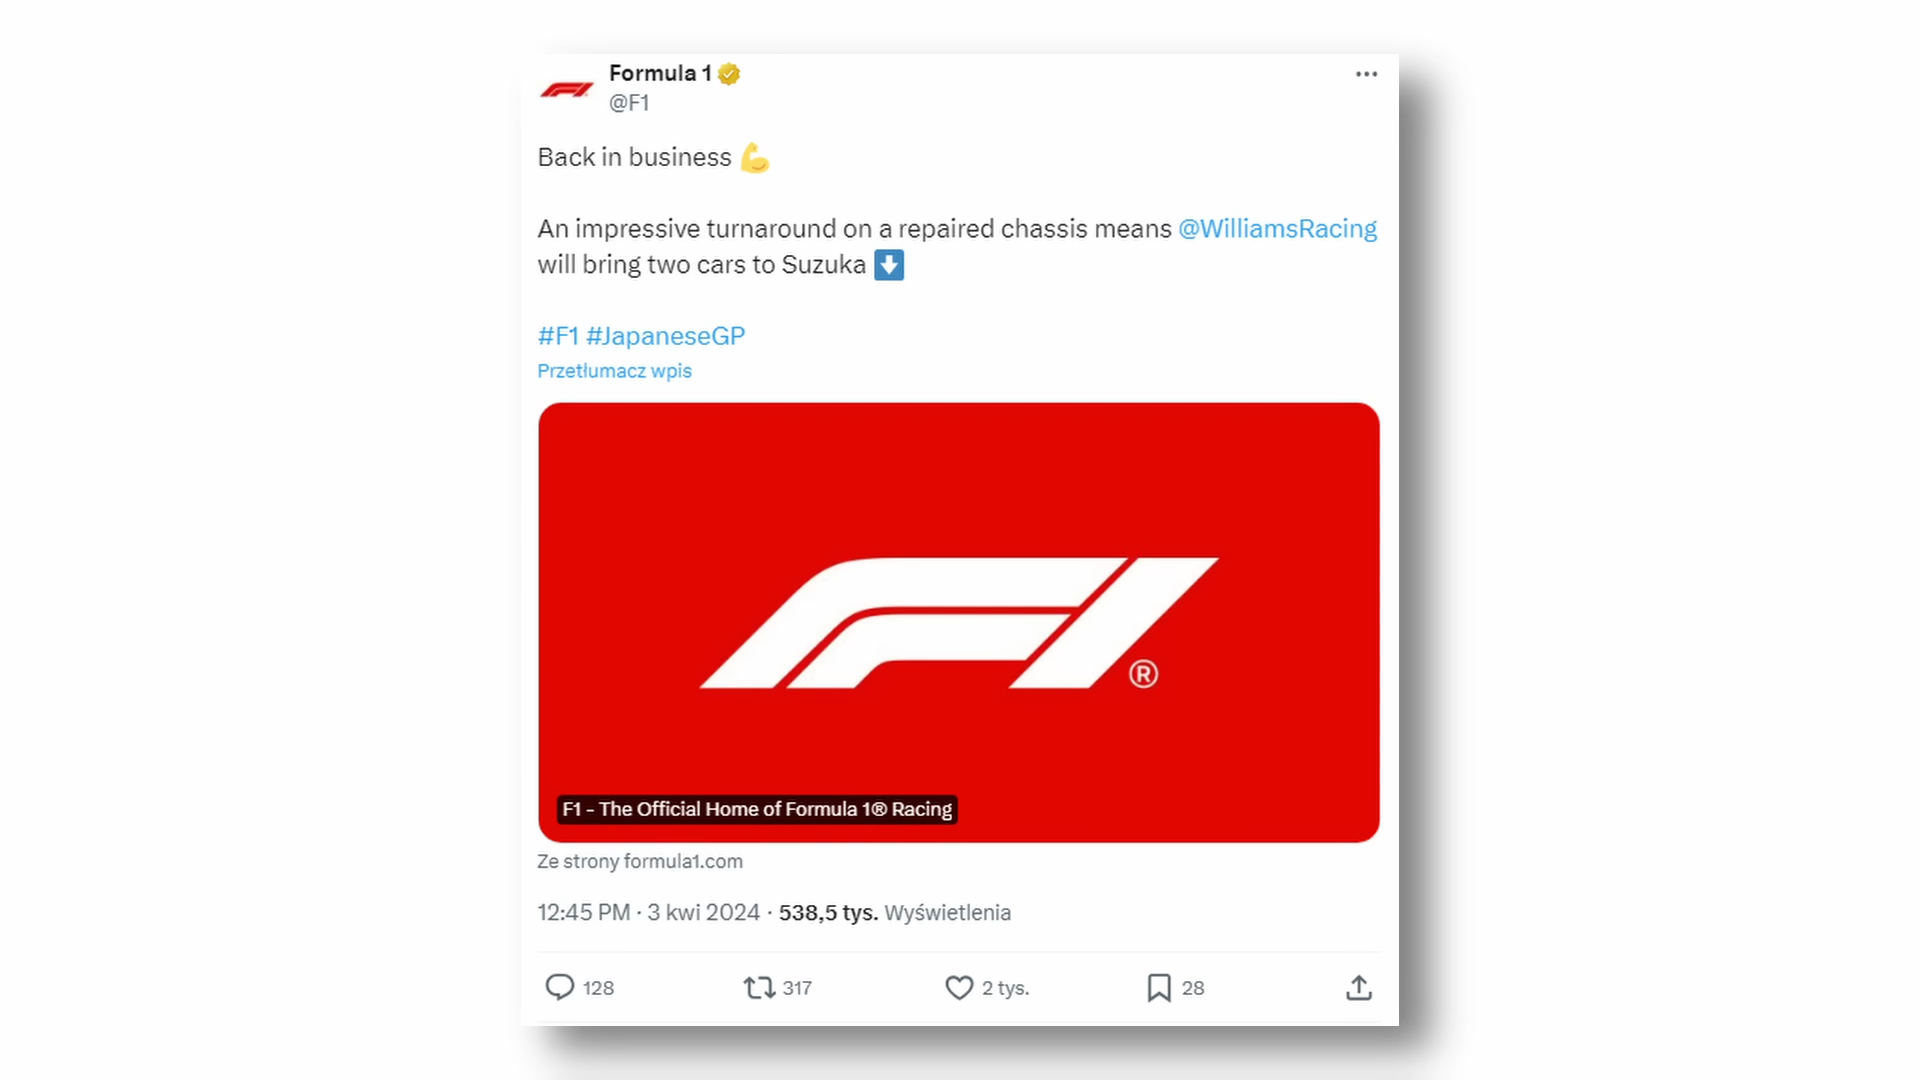 Formula 1
@F1
Back in business
An impressive turnaround on a repaired chassis means @WilliamsRacing
will bring two cars to Suzuka
#F1 #JapaneseGP
Przetłumacz wpis
F1®
F1 - The Official Home of Formula 1® Racing
Ze strony formula1.com
12:45 PM · 3 kwi 2024 · 538,5 tys. Wyświetlenia
128 317 2 tys. 28